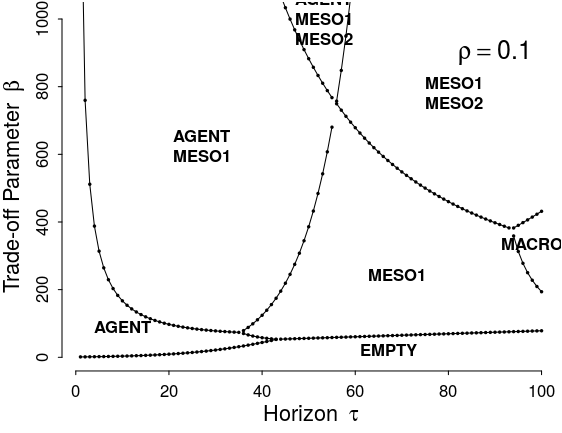 AGENT
MESO1
MESO2
ρ = 0.1
MESO1
MESO2
AGENT
MESO1
MACRO
MESO1
AGENT
EMPTY
Trade-off Parameter β
0 200 400 600 800 1000
0 20 40 60 80 100
Horizon τ